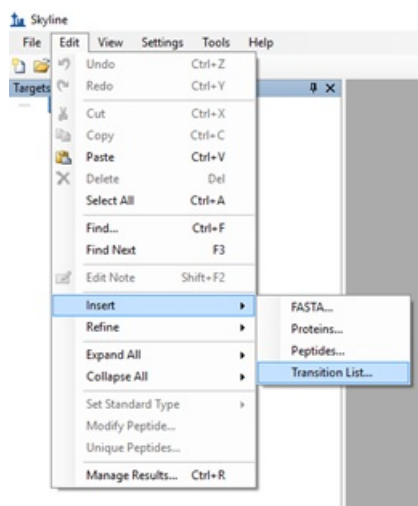 Skyline
File Edit View Settings Tools Help
Targets
Undo Ctrl+Z
Redo Ctrl+Y
Cut Ctrl+X
Copy Ctrl+C
Paste Ctrl+V
Delete Del
Select All Ctrl+A
Find... Ctrl+F
Find Next F3
Edit Note Shift+F2
Insert
FASTA...
Refine
Proteins...
Peptides...
Expand All
Transition List...
Collapse All
Set Standard Type
Modify Peptide...
Unique Peptides...
Manage Results... Ctrl+R